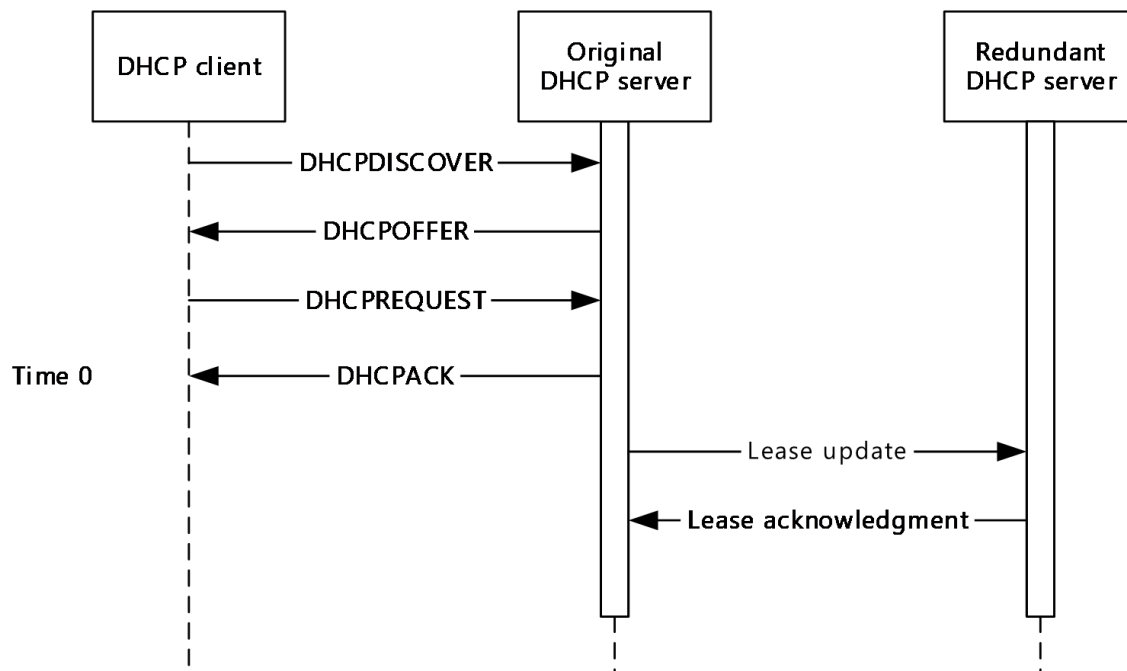 DHCP client
Original
DHCP server
Redundant
DHCP server
DHCPDISCOVER
DHCPOFFER
DHCPREQUEST
Time 0
DHCPACK
Lease update
Lease acknowledgment